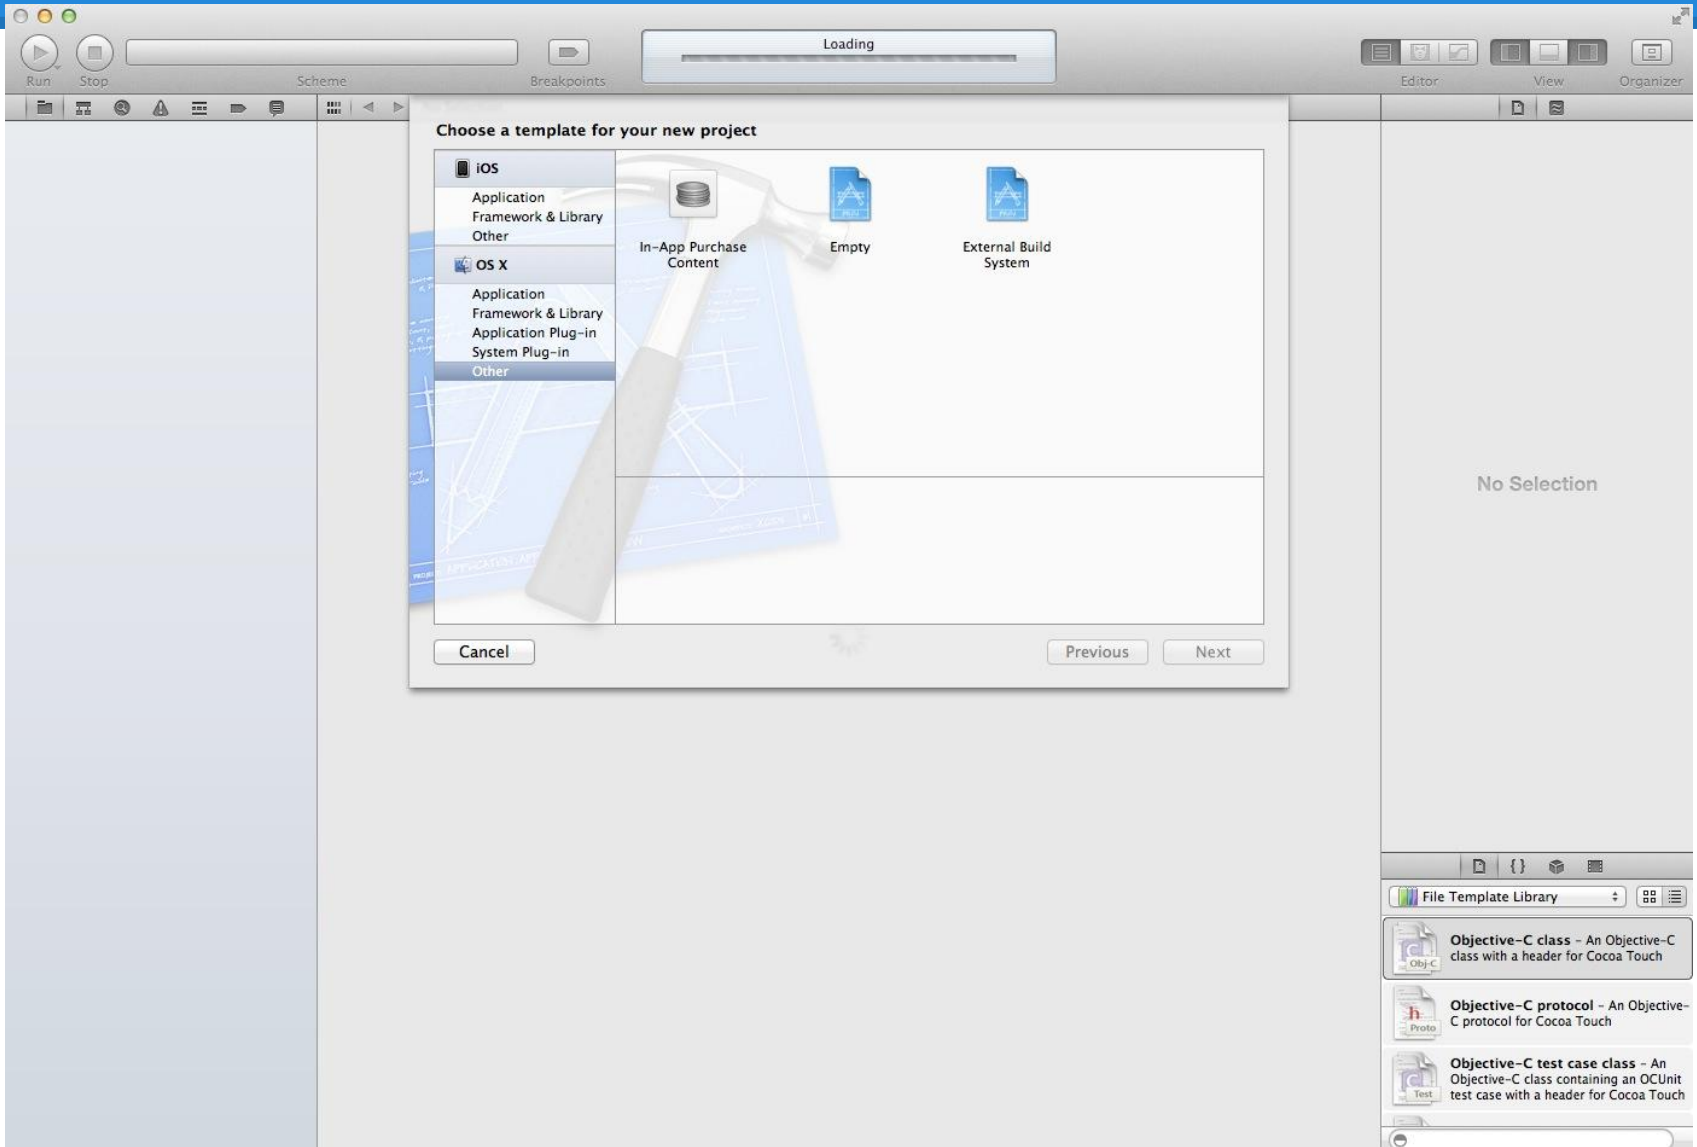 Loading
Run
Stop
Scheme
Breakpoints
Editor
View
Organizer
Choose a template for your new project
iOS
Application
Framework & Library
Other
OS X
Application
Framework & Library
Application Plug-in
System Plug-in
Other
In-App Purchase
Content
Empty
External Build
System
Cancel
Previous
Next
No Selection
File Template Library
Objective-C class - An Objective-C
class with a header for Cocoa Touch
Obj-C
Objective-C protocol - An Objective-
C protocol for Cocoa Touch
h
Proto
Objective-C test case class - An
Objective-C class containing an OCUnit
test case with a header for Cocoa Touch
C
Test